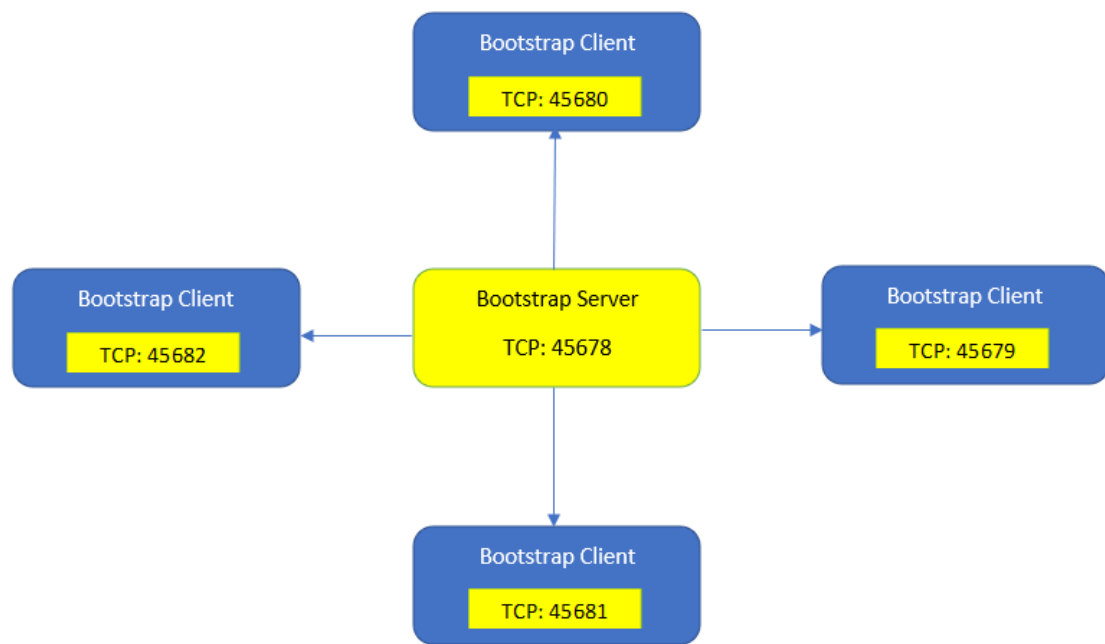 Bootstrap Client
TCP: 45680
Bootstrap Client
TCP: 45682
Bootstrap Server
TCP: 45678
Bootstrap Client
TCP: 45679
Bootstrap Client
TCP: 45681